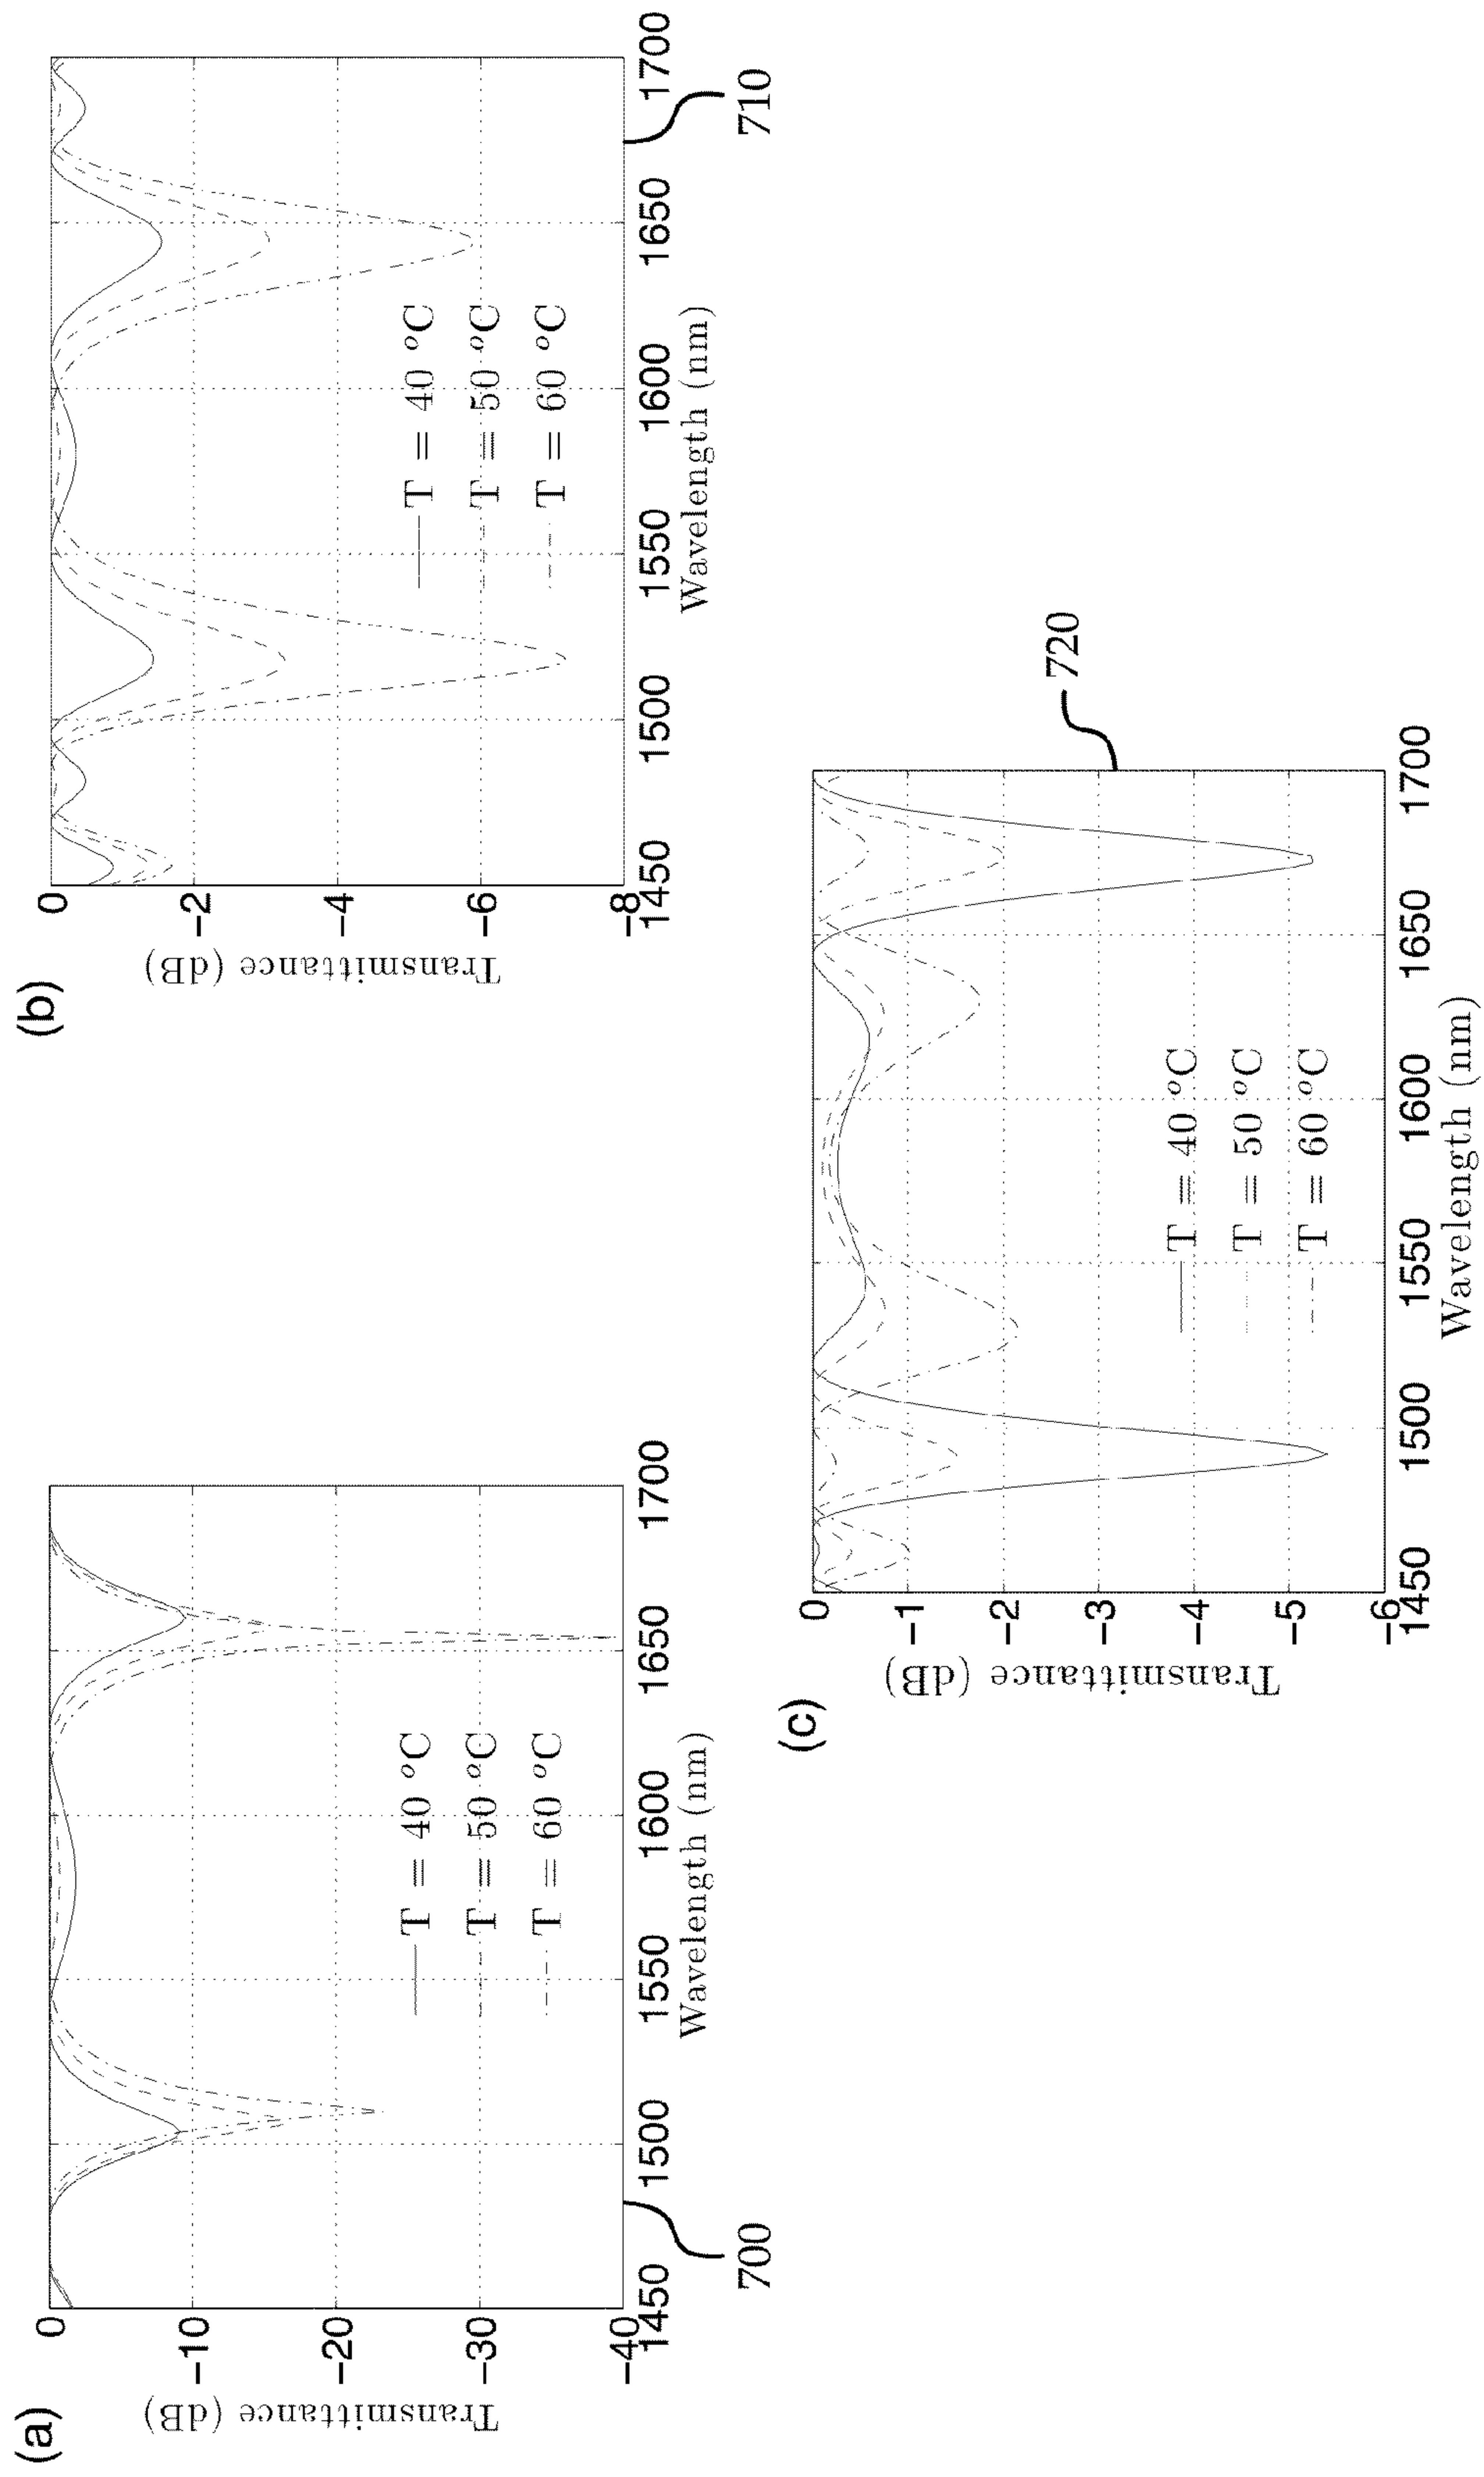 (a)
Transmittance (dB)
0
−10
−20
−30
−40
1450
1500
1550
1600
1650
1700
Wavelength (nm)
T = 40 °C
T = 50 °C
T = 60 °C
700
(b)
Transmittance (dB)
0
−2
−4
−6
−8
1450
1500
1550
1600
1650
1700
Wavelength (nm)
T = 40 °C
T = 50 °C
T = 60 °C
710
(c)
Transmittance (dB)
0
−1
−2
−3
−4
−5
−6
1450
1500
1550
1600
1650
1700
Wavelength (nm)
T = 40 °C
T = 50 °C
T = 60 °C
720